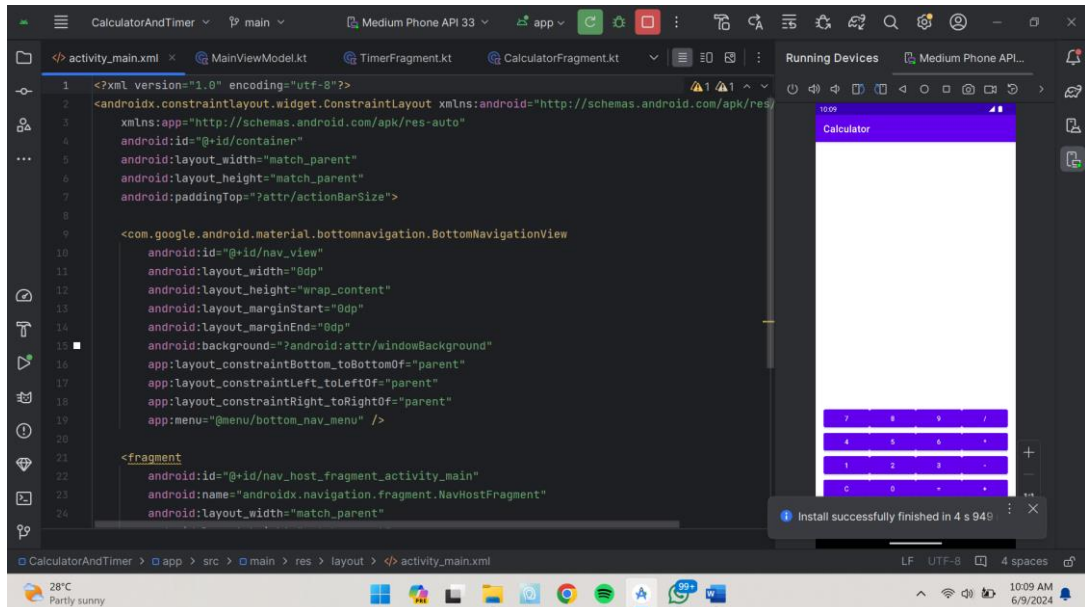 CalculatorAndTimer main Medium Phone API 33 app
activity_main.xml MainViewModel.kt TimerFragment.kt CalculatorFragment.kt Running Devices Medium Phone API...
1 <?xml version="1.0" encoding="utf-8"?> 1 1
2 <androidx.constraintlayout.widget.ConstraintLayout xmlns:android="http://schemas.android.com/apk/res/
3 xmlns:app="http://schemas.android.com/apk/res-auto"
4 android:id="@+id/container"
5 android:layout_width="match_parent"
6 android:layout_height="match_parent"
7 android:paddingTop="?attr/actionBarSize">
8
9 <com.google.android.material.bottomnavigation.BottomNavigationView
10 android:id="@+id/nav_view"
11 android:layout_width="0dp"
12 android:layout_height="wrap_content"
13 android:layout_marginStart="0dp"
14 android:layout_marginEnd="0dp"
15 android:background="?android:attr/windowBackground"
16 app:layout_constraintBottom_toBottomOf="parent"
17 app:layout_constraintLeft_toLeftOf="parent"
18 app:layout_constraintRight_toRightOf="parent"
19 app:menu="@menu/bottom_nav_menu" />
20
21 <fragment
22 android:id="@+id/nav_host_fragment_activity_main"
23 android:name="androidx.navigation.fragment.NavHostFragment"
24 android:layout_width="match_parent"
10:09
Calculator
7 8 9 /
4 5 6 *
1 2 3 -
C 0 = +
Install successfully finished in 4 s 949
CalculatorAndTimer > app > src > main > res > layout > activity_main.xml LF UTF-8 4 spaces
28°C
Partly sunny
PRE
99+
10:09 AM
6/9/2024